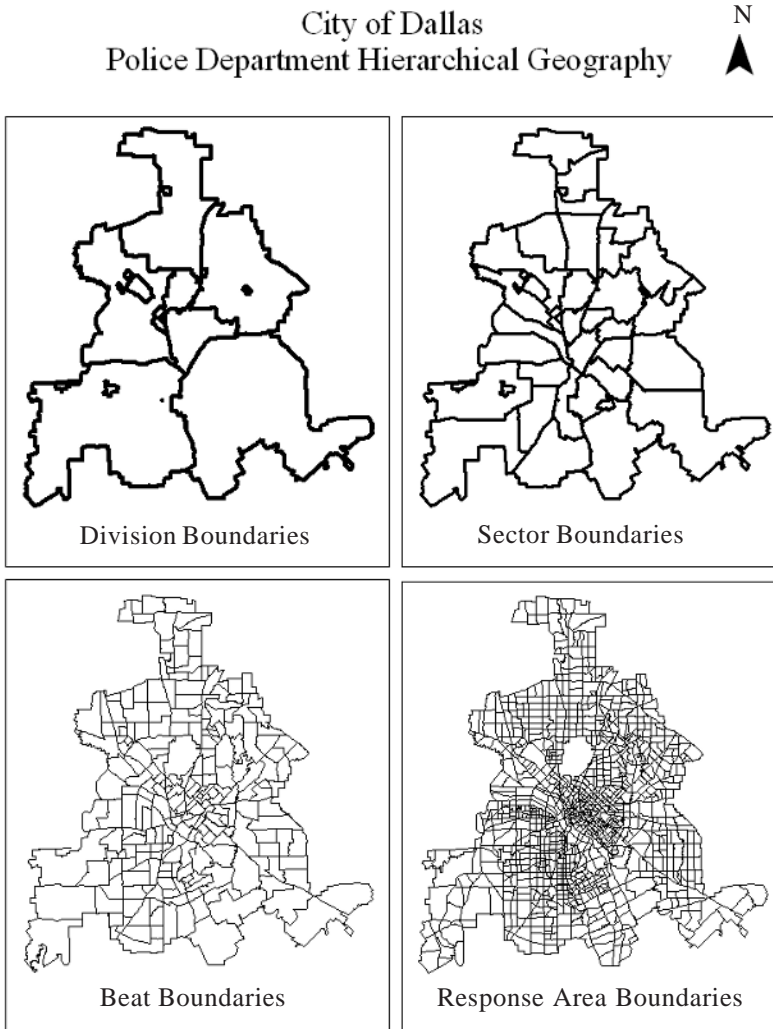 City of Dallas
Police Department Hierarchical Geography
N
Division Boundaries
Sector Boundaries
Beat Boundaries
Response Area Boundaries